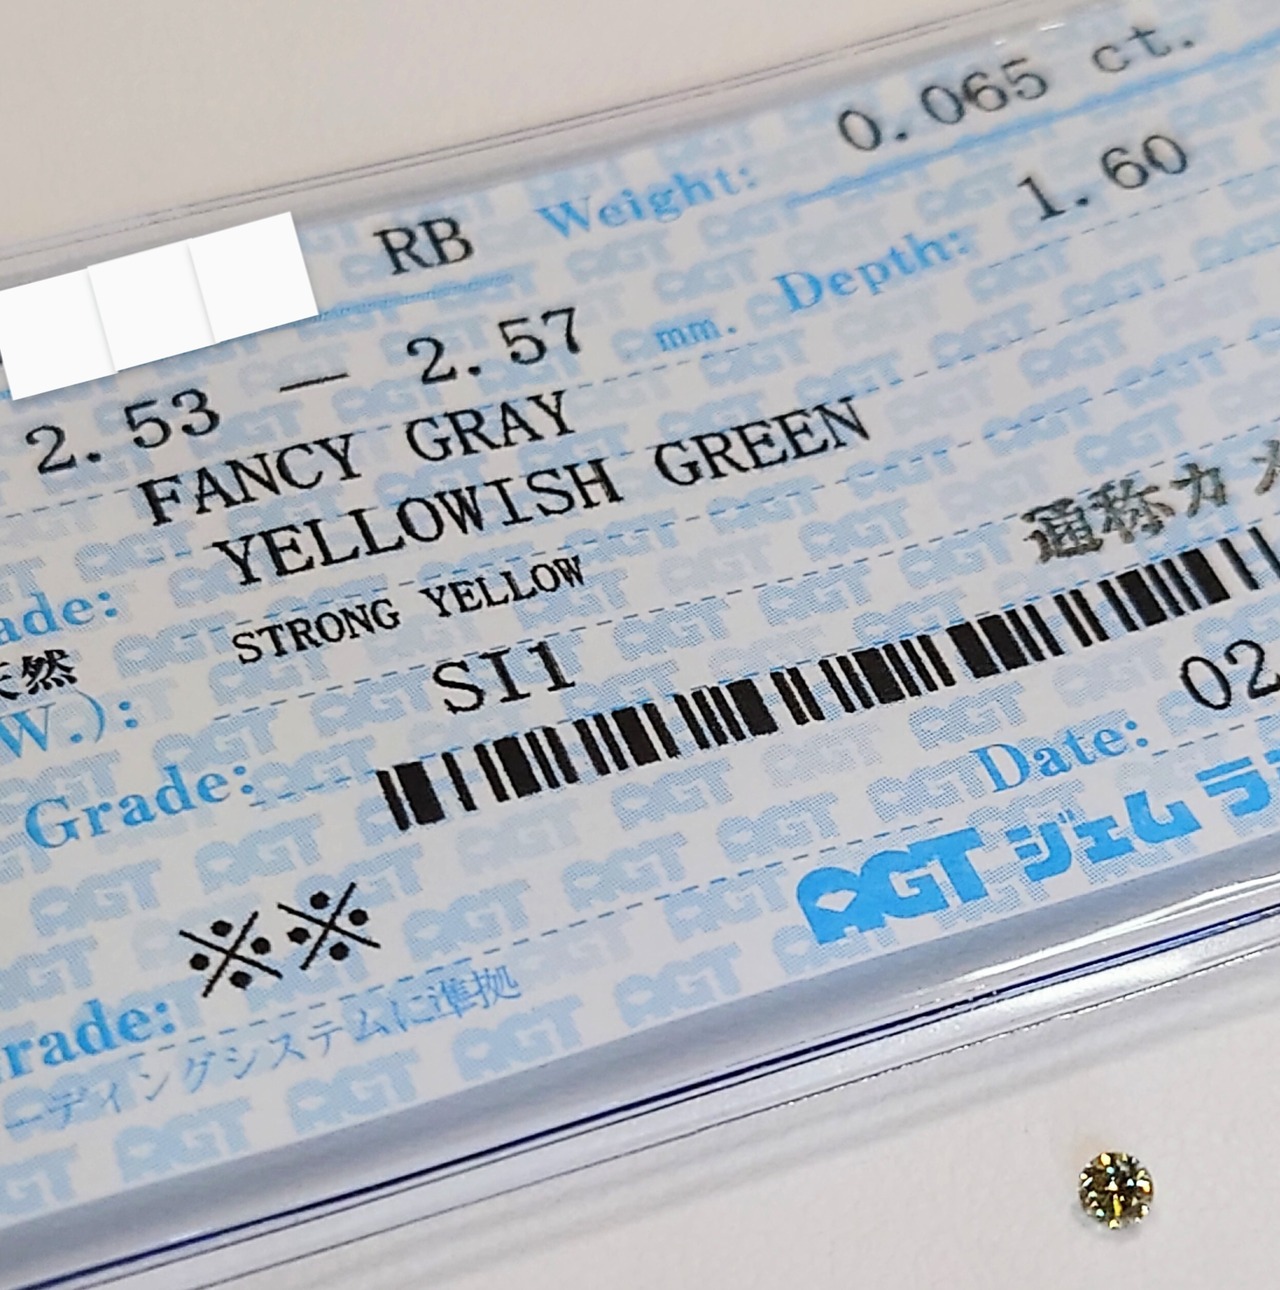 RB Weight: 0.065 ct.
2.53 — 2.57 mm. Depth: 1.60
FANCY GRAY
YELLOWISH GREEN
天然 STRONG YELLOW 通称カメ
W.):
Grade: SI1
Date: 02
※※
AGT ジェム ラ
ーディングシステムに準拠